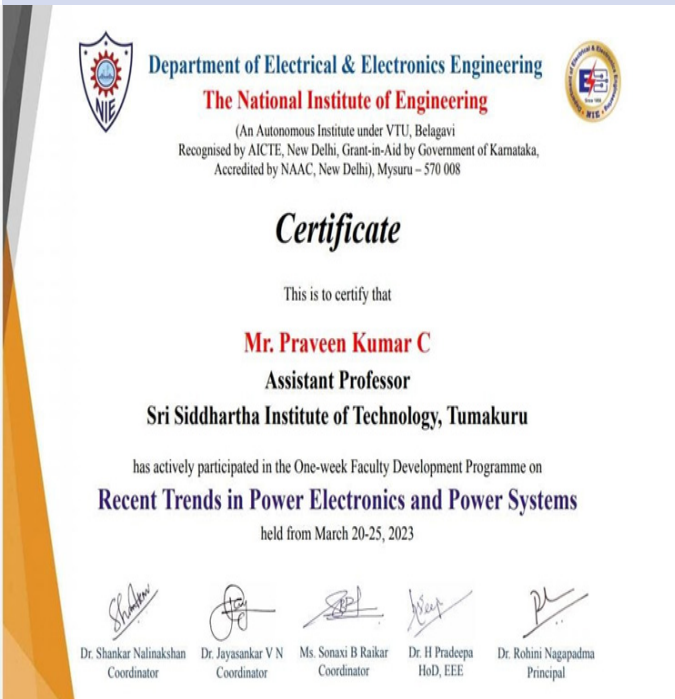 NIE
Department of Electrical & Electronics Engineering
The National Institute of Engineering
(An Autonomous Institute under VTU, Belagavi
Recognised by AICTE, New Delhi, Grant-in-Aid by Government of Karnataka,
Accredited by NAAC, New Delhi), Mysuru – 570 008
Certificate
This is to certify that
Mr. Praveen Kumar C
Assistant Professor
Sri Siddhartha Institute of Technology, Tumakuru
has actively participated in the One-week Faculty Development Programme on
Recent Trends in Power Electronics and Power Systems
held from March 20-25, 2023
Dr. Shankar Nalinakshan Dr. Jayasankar V N Ms. Sonaxi B Raikar Dr. H Pradeepa Dr. Rohini Nagapadma
Coordinator Coordinator Coordinator HoD, EEE Principal